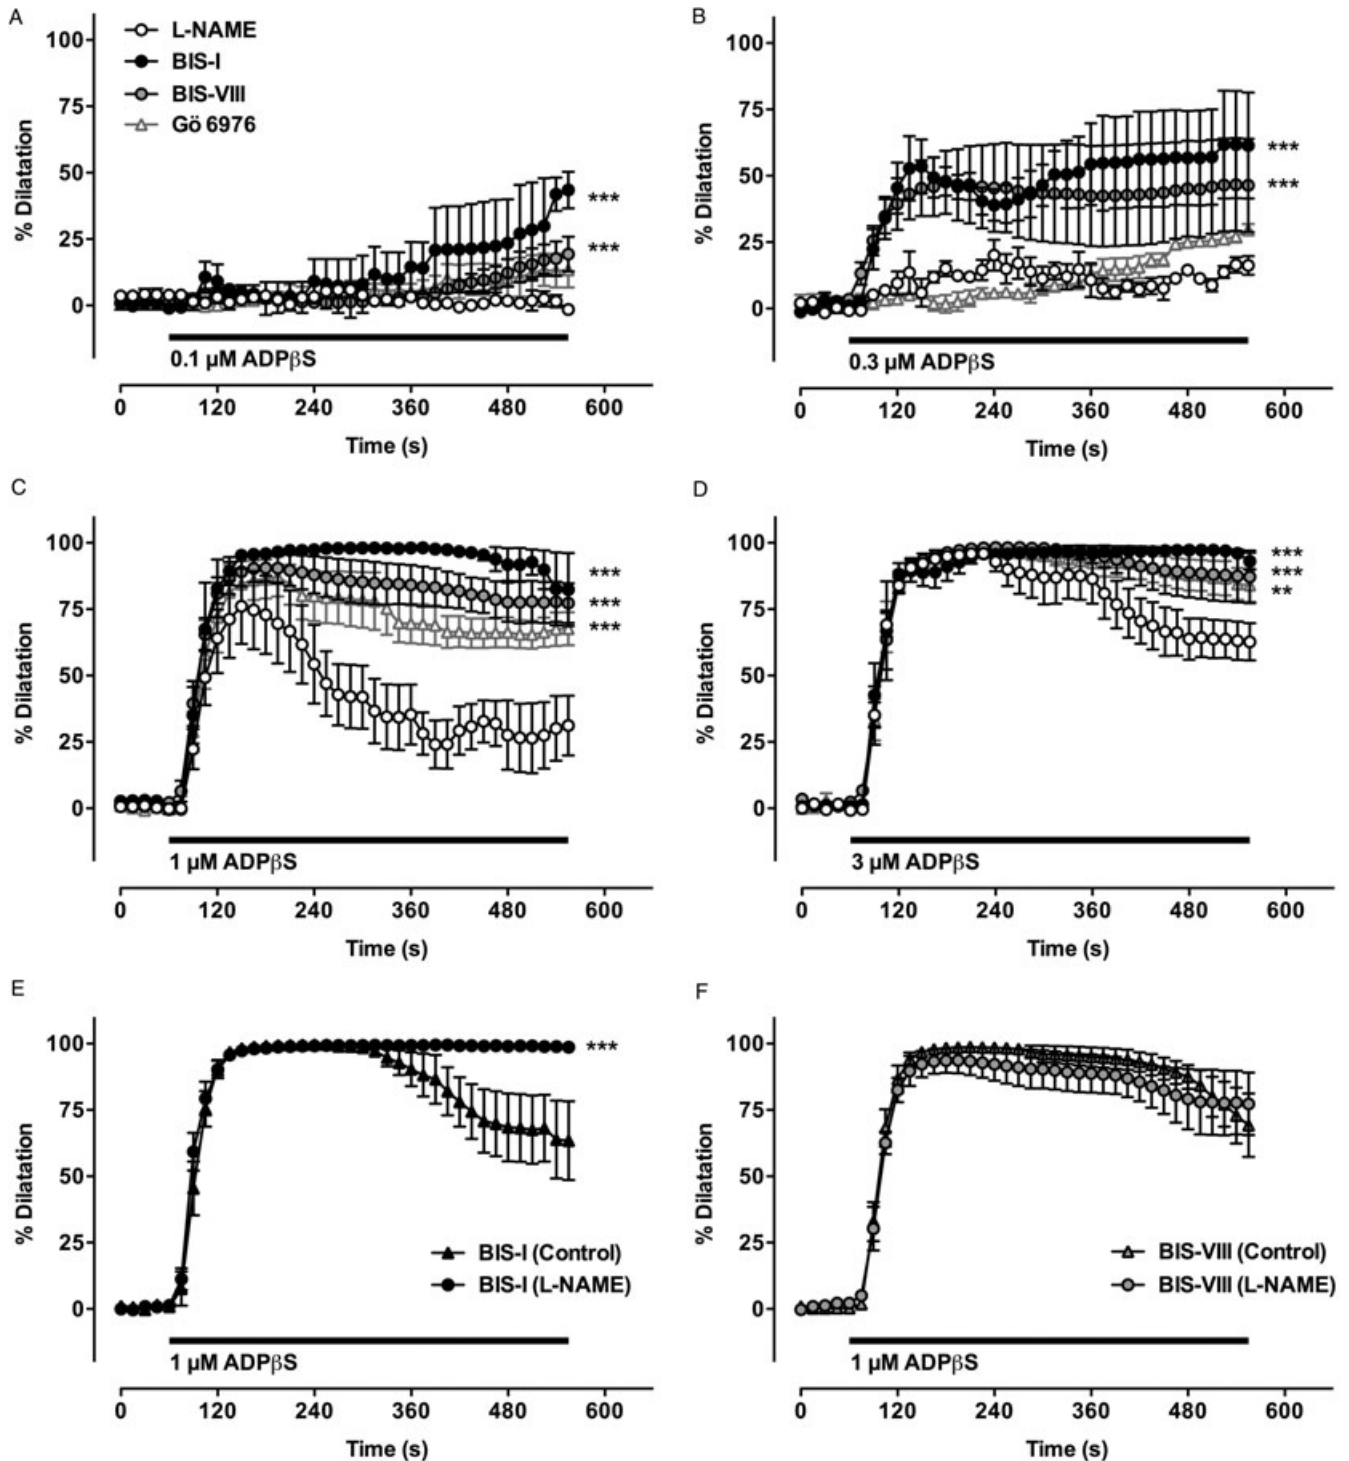 A
100
75
50
25
0
% Dilatation
L-NAME
BIS-I
BIS-VIII
Gö 6976
***
***
0.1 µM ADPβS
0 120 240 360 480 600
Time (s)
B
100
75
50
25
0
% Dilatation
***
***
0.3 µM ADPβS
0 120 240 360 480 600
Time (s)
C
100
75
50
25
0
% Dilatation
***
***
***
1 µM ADPβS
0 120 240 360 480 600
Time (s)
D
100
75
50
25
0
% Dilatation
***
***
**
3 µM ADPβS
0 120 240 360 480 600
Time (s)
E
100
75
50
25
0
% Dilatation
***
BIS-I (Control)
BIS-I (L-NAME)
1 µM ADPβS
0 120 240 360 480 600
Time (s)
F
100
75
50
25
0
% Dilatation
BIS-VIII (Control)
BIS-VIII (L-NAME)
1 µM ADPβS
0 120 240 360 480 600
Time (s)